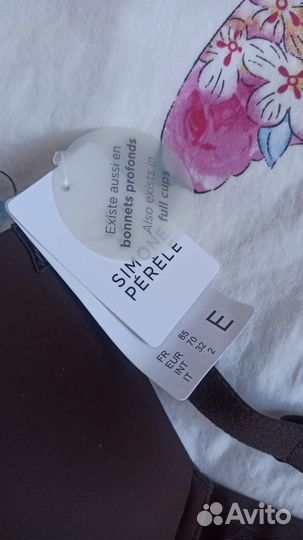 Existe aussi en
bonnets profonds
Also exists in
full cups
SIMONE
PÉRÈLE
FR 85
EUR 70
INT 32
IT 2
E
Avito